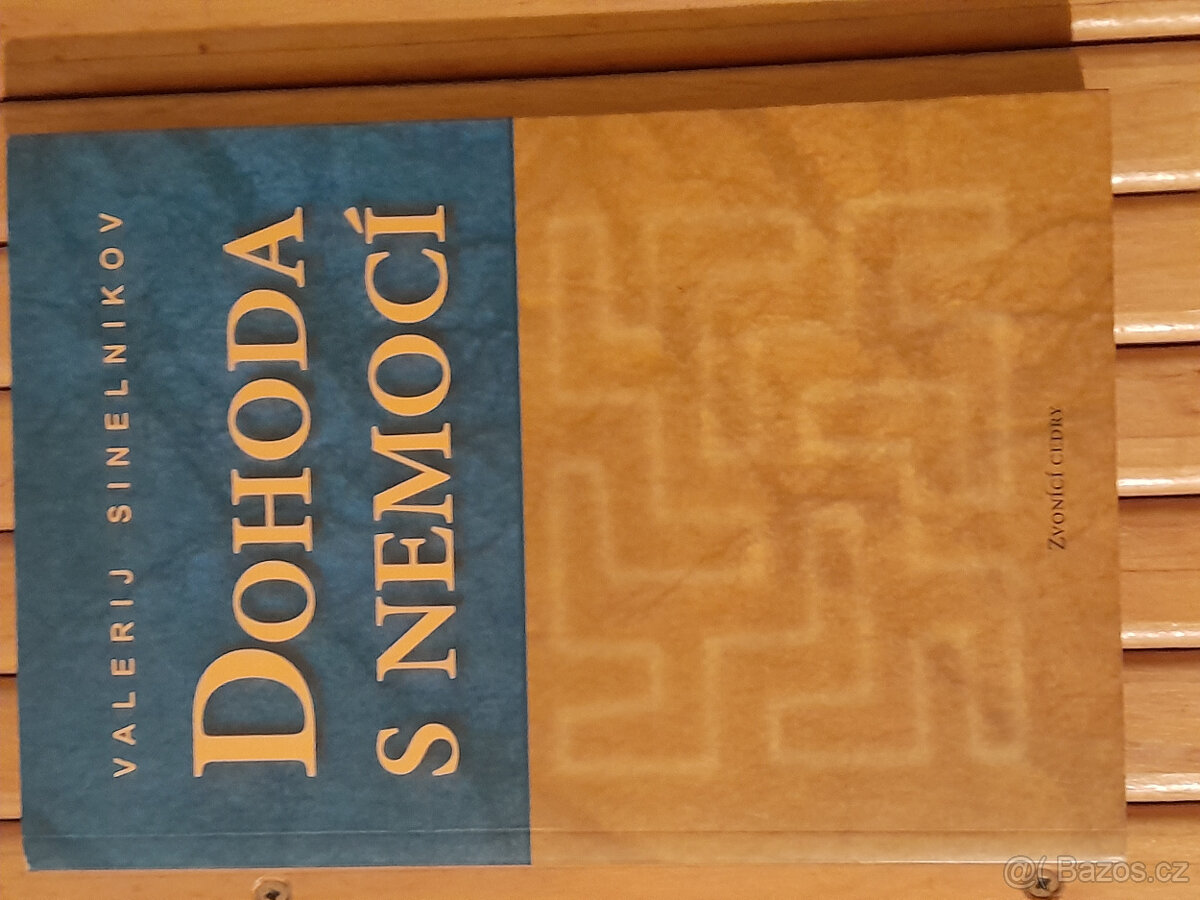 VALERIJ SINELNIKOV
DOHODA
S NEMOCÍ
ZVONÍCÍ CEDRY
@( Bazos.cz